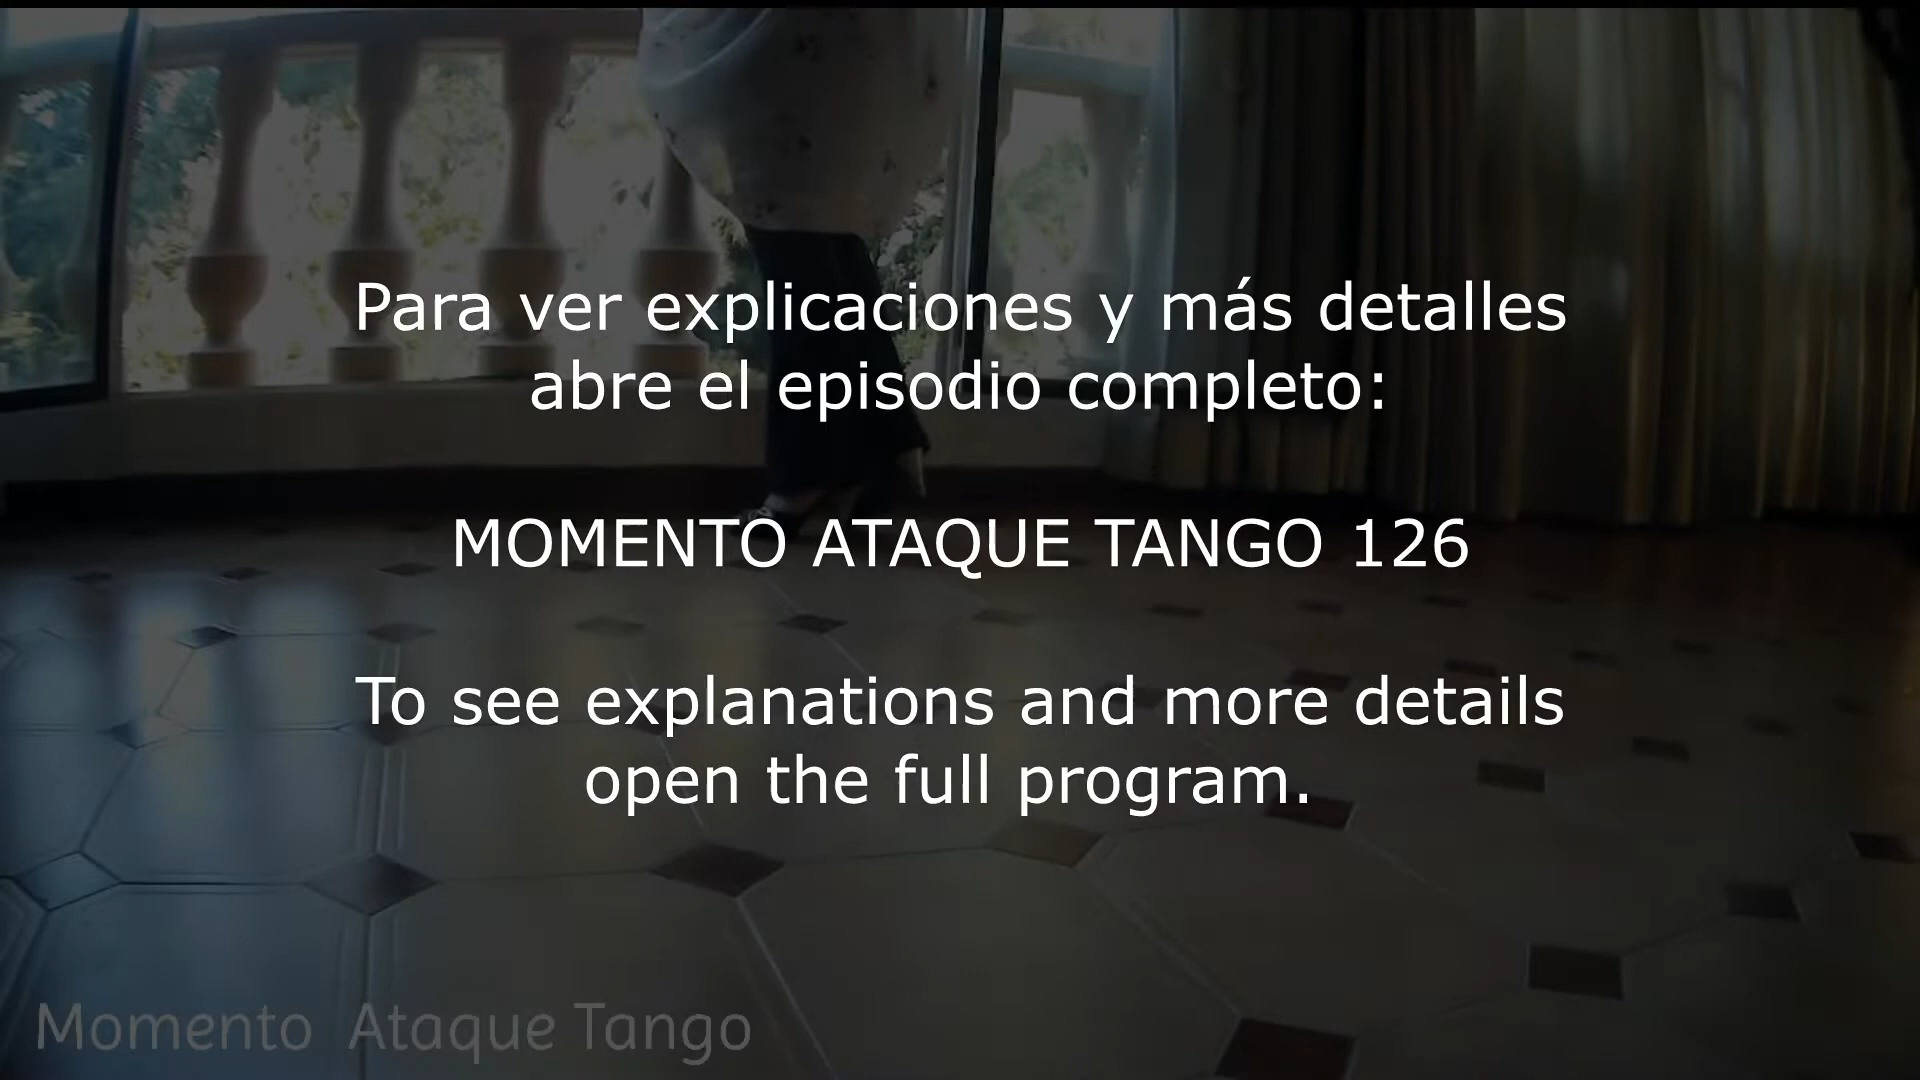 Para ver explicaciones y más detalles
abre el episodio completo:
MOMENTO ATAQUE TANGO 126
To see explanations and more details
open the full program.
Momento Ataque Tango